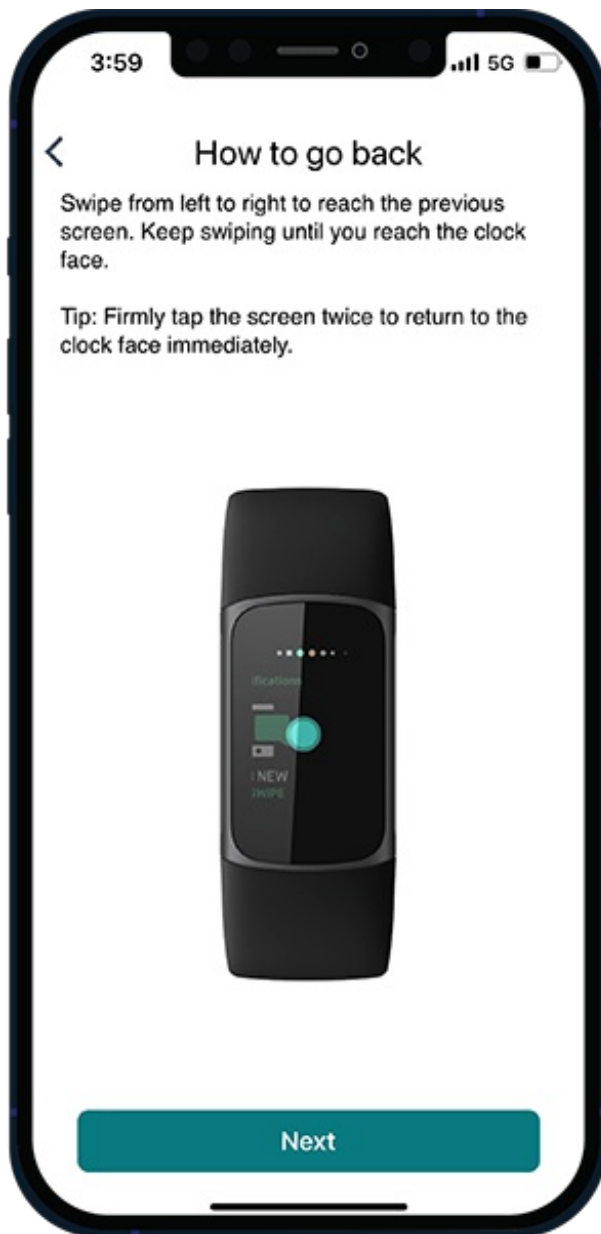 3:59
5G
How to go back
Swipe from left to right to reach the previous
screen. Keep swiping until you reach the clock
face.
Tip: Firmly tap the screen twice to return to the
clock face immediately.
ifications
NEW
SWIPE
Next